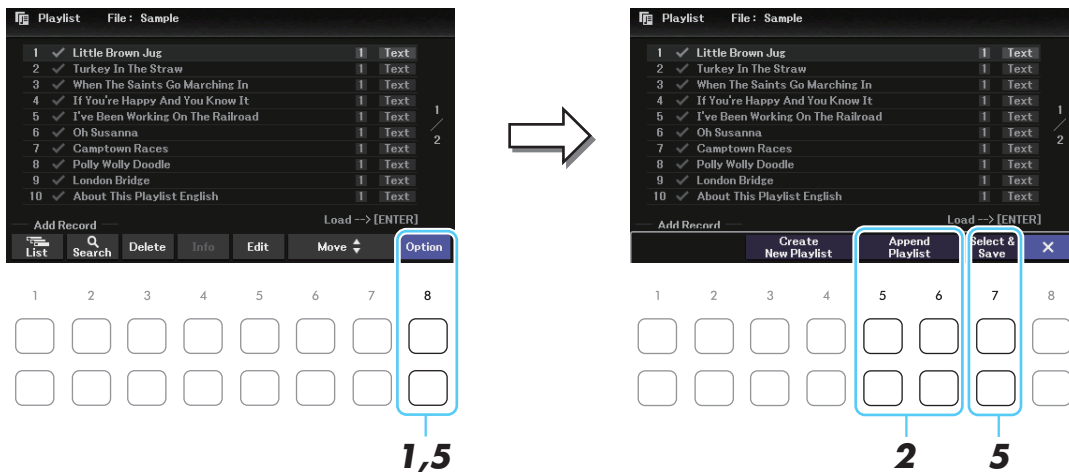 Playlist File: Sample
1 Little Brown Jug 1 Text
2 Turkey In The Straw 1 Text
3 When The Saints Go Marching In 1 Text
4 If You're Happy And You Know It 1 Text
5 I've Been Working On The Railroad 1 Text
6 Oh Susanna 1 Text
7 Camptown Races 1 Text
8 Polly Wolly Doodle 1 Text
9 London Bridge 1 Text
10 About This Playlist English 1 Text
1/2
Load -->[ENTER]
Add Record
List Search Delete Info Edit Move Option
1 2 3 4 5 6 7 8
1,5
Playlist File: Sample
1 Little Brown Jug 1 Text
2 Turkey In The Straw 1 Text
3 When The Saints Go Marching In 1 Text
4 If You're Happy And You Know It 1 Text
5 I've Been Working On The Railroad 1 Text
6 Oh Susanna 1 Text
7 Camptown Races 1 Text
8 Polly Wolly Doodle 1 Text
9 London Bridge 1 Text
10 About This Playlist English 1 Text
1/2
Load -->[ENTER]
Add Record
Create
New Playlist
Append
Playlist
Select &
Save
1 2 3 4 5 6 7 8
2 5